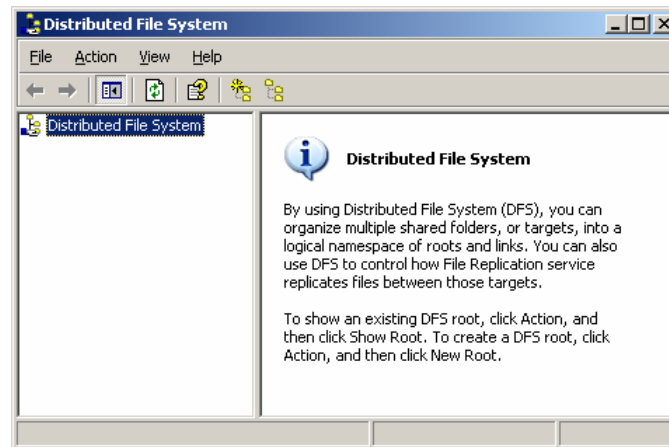 Distributed File System
File Action View Help
Distributed File System
Distributed File System
By using Distributed File System (DFS), you can
organize multiple shared folders, or targets, into a
logical namespace of roots and links. You can also
use DFS to control how File Replication service
replicates files between those targets.
To show an existing DFS root, click Action, and
then click Show Root. To create a DFS root, click
Action, and then click New Root.